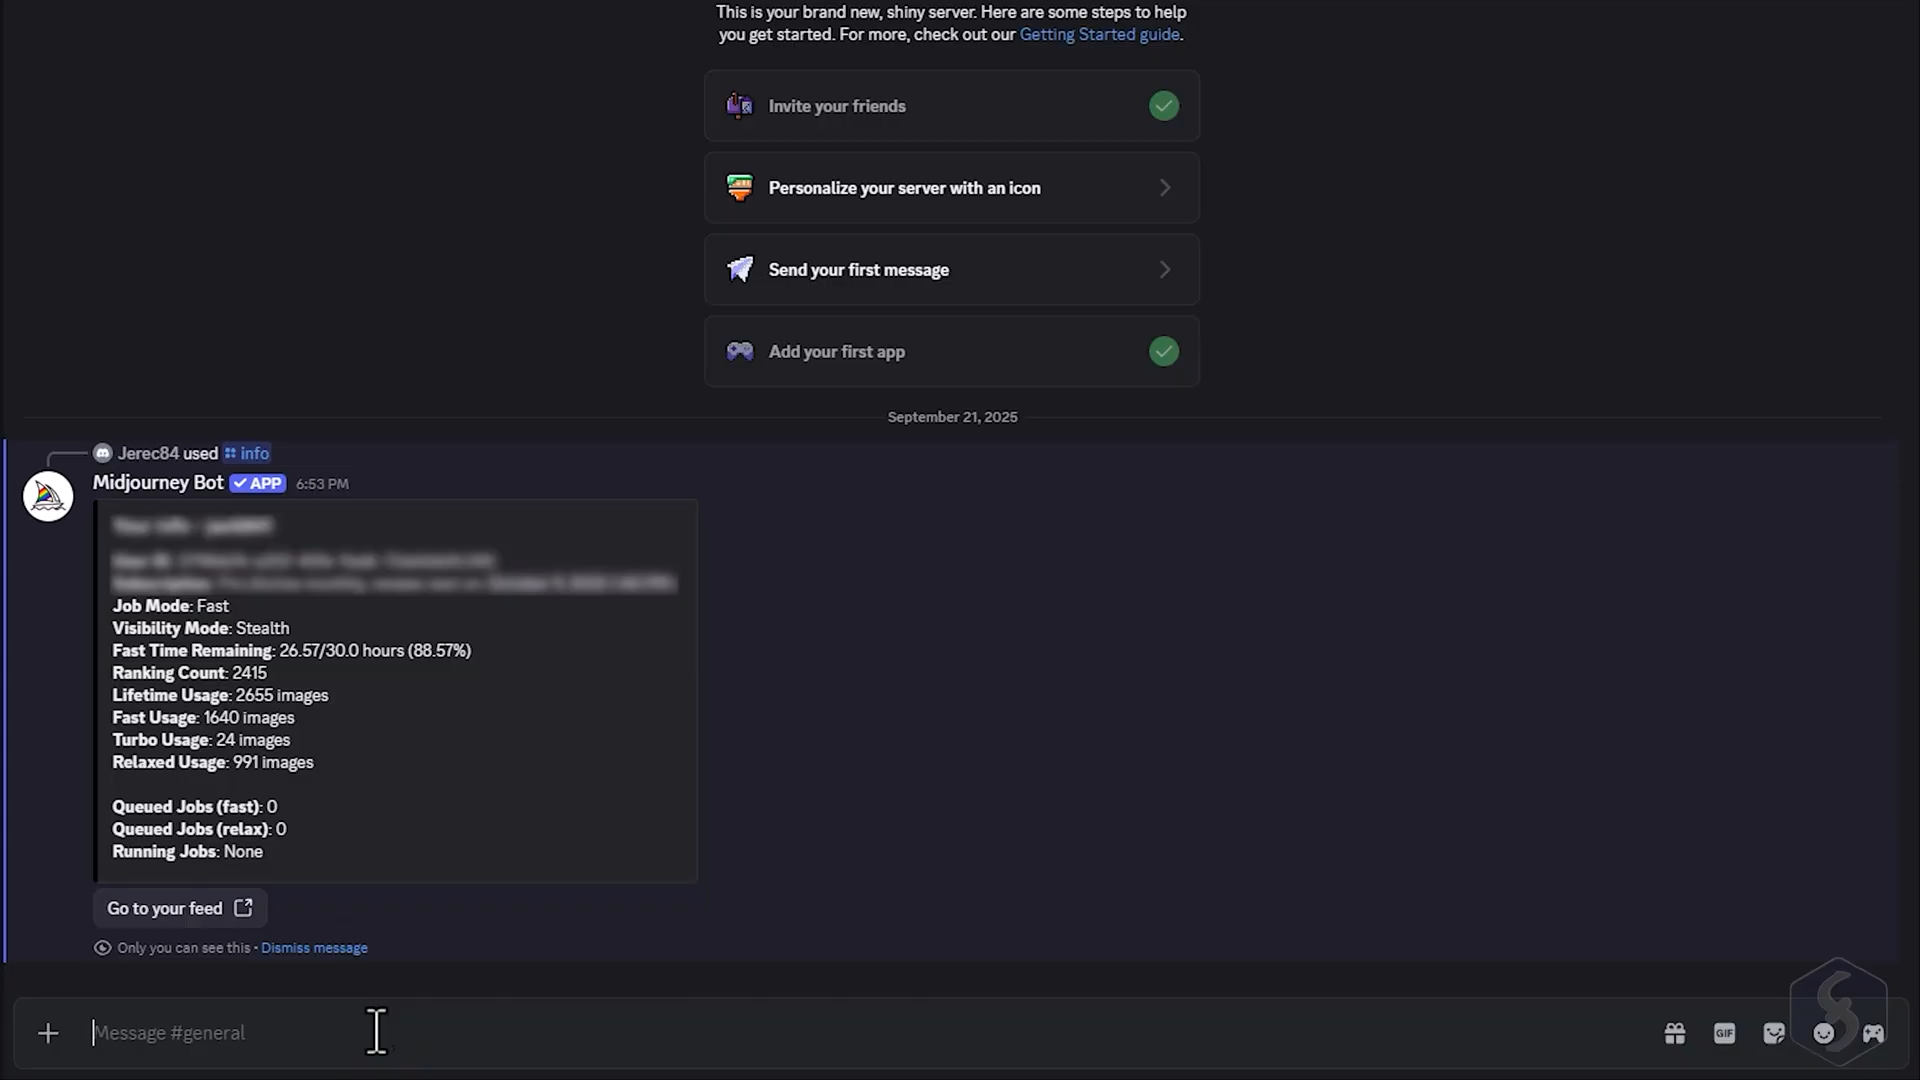 This is your brand new, shiny server. Here are some steps to help
you get started. For more, check out our Getting Started guide.
Invite your friends
Personalize your server with an icon
Send your first message
Add your first app
September 21, 2025
Jerec84 used info
Midjourney Bot APP 6:53 PM
Job Mode: Fast
Visibility Mode: Stealth
Fast Time Remaining: 26.57/30.0 hours (88.57%)
Ranking Count: 2415
Lifetime Usage: 2655 images
Fast Usage: 1640 images
Turbo Usage: 24 images
Relaxed Usage: 991 images
Queued Jobs (fast): 0
Queued Jobs (relax): 0
Running Jobs: None
Go to your feed
Only you can see this • Dismiss message
Message #general
GIF